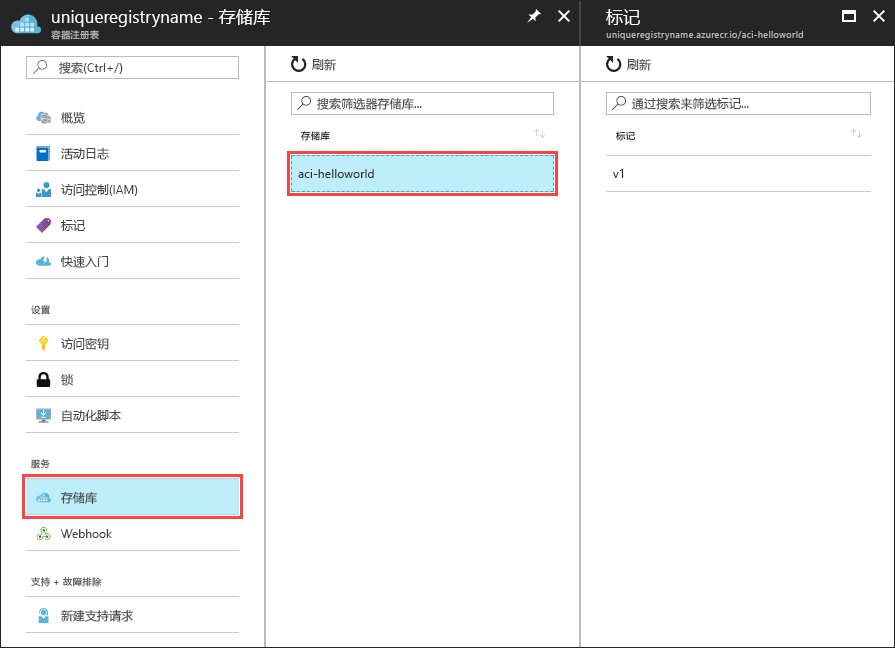 uniqueregistryname - 存储库
容器注册表
搜索(Ctrl+/)
概览
活动日志
访问控制(IAM)
标记
快速入门
设置
访问密钥
锁
自动化脚本
服务
存储库
Webhook
支持 + 故障排除
新建支持请求
刷新
搜索筛选器存储库...
存储库
aci-helloworld
标记
uniqueregistryname.azurecr.io/aci-helloworld
刷新
通过搜索来筛选标记...
标记
v1